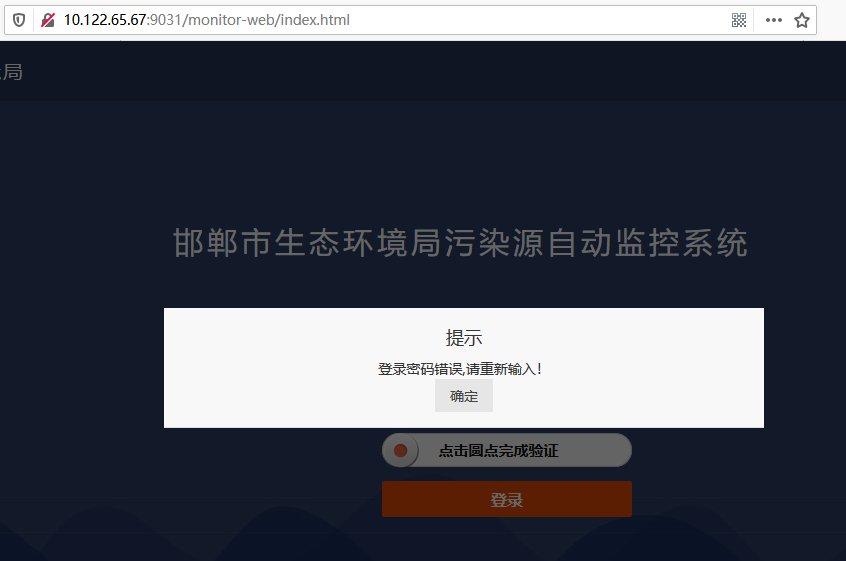 10.122.65.67:9031/monitor-web/index.html
局
邯郸市生态环境局污染源自动监控系统
提示
登录密码错误,请重新输入！
确定
点击圆点完成验证
登录